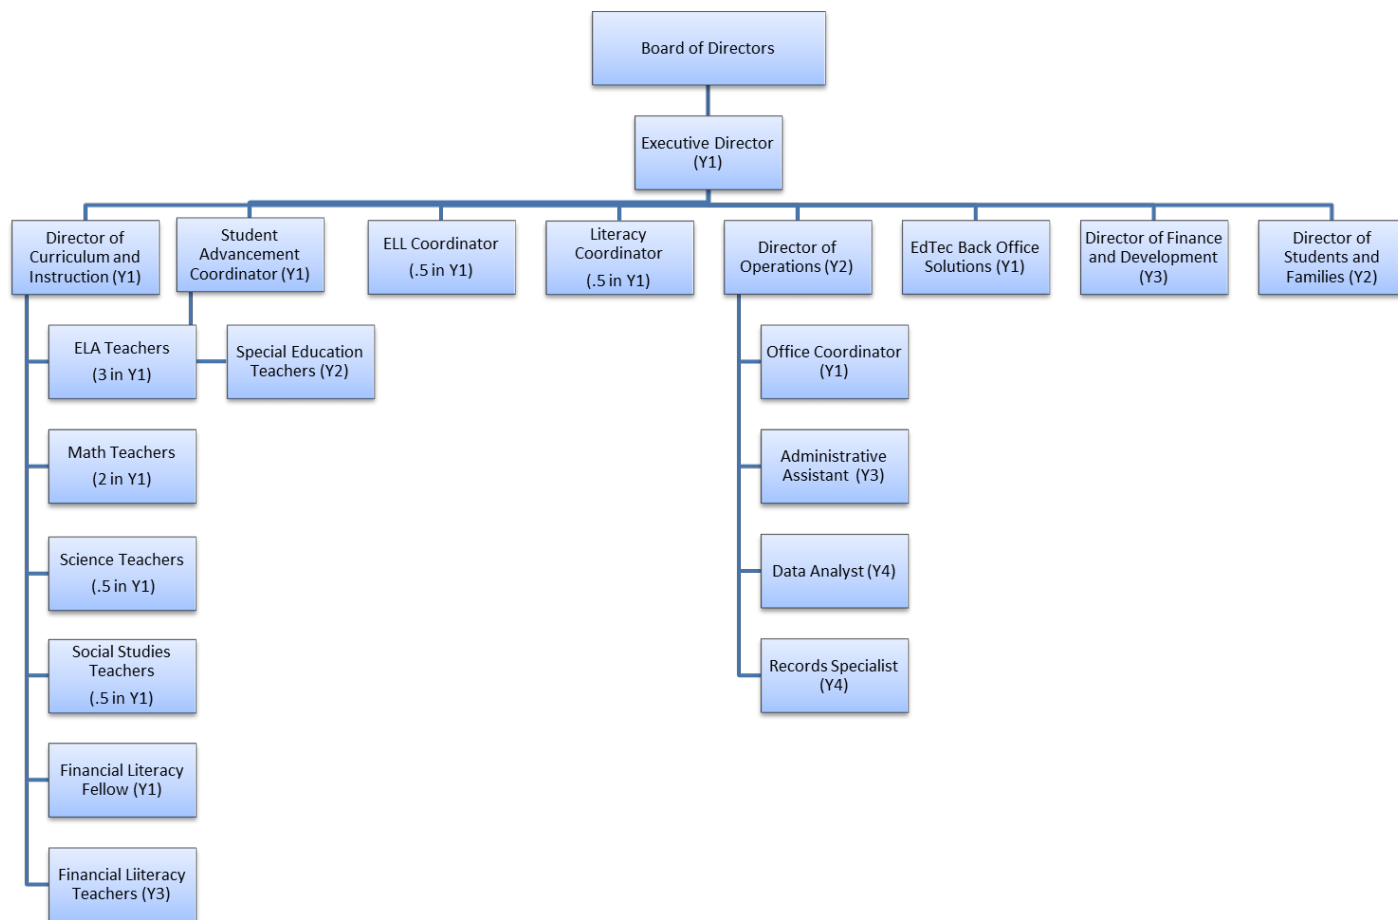 Board of Directors
Executive Director
(Y1)
Director of
Curriculum and
Instruction (Y1)
Student
Advancement
Coordinator (Y1)
ELL Coordinator
(.5 in Y1)
Literacy
Coordinator
(.5 in Y1)
Director of
Operations (Y2)
EdTec Back Office
Solutions (Y1)
Director of Finance
and Development
(Y3)
Director of
Students and
Families (Y2)
ELA Teachers
(3 in Y1)
Special Education
Teachers (Y2)
Office Coordinator
(Y1)
Math Teachers
(2 in Y1)
Administrative
Assistant (Y3)
Science Teachers
(.5 in Y1)
Data Analyst (Y4)
Social Studies
Teachers
(.5 in Y1)
Records Specialist
(Y4)
Financial Literacy
Fellow (Y1)
Financial Liiteracy
Teachers (Y3)